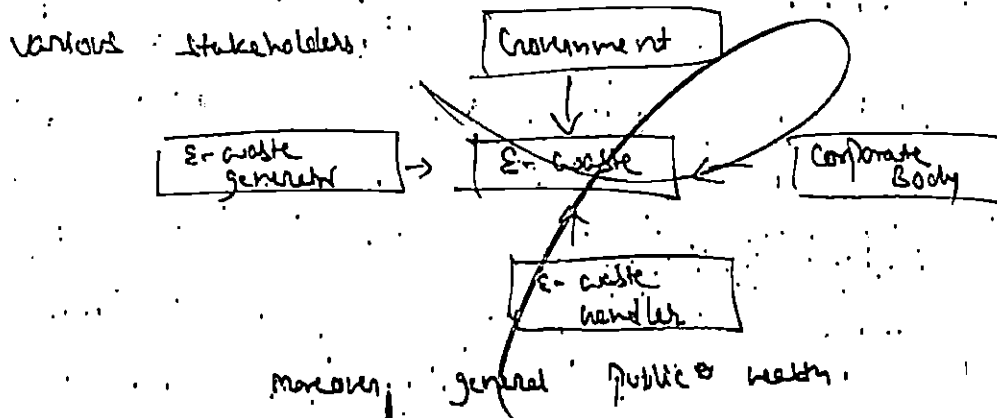 various stakeholders:
Government
E-waste generator
E-waste
Corporate Body
E-waste handler
moreover, general public health.